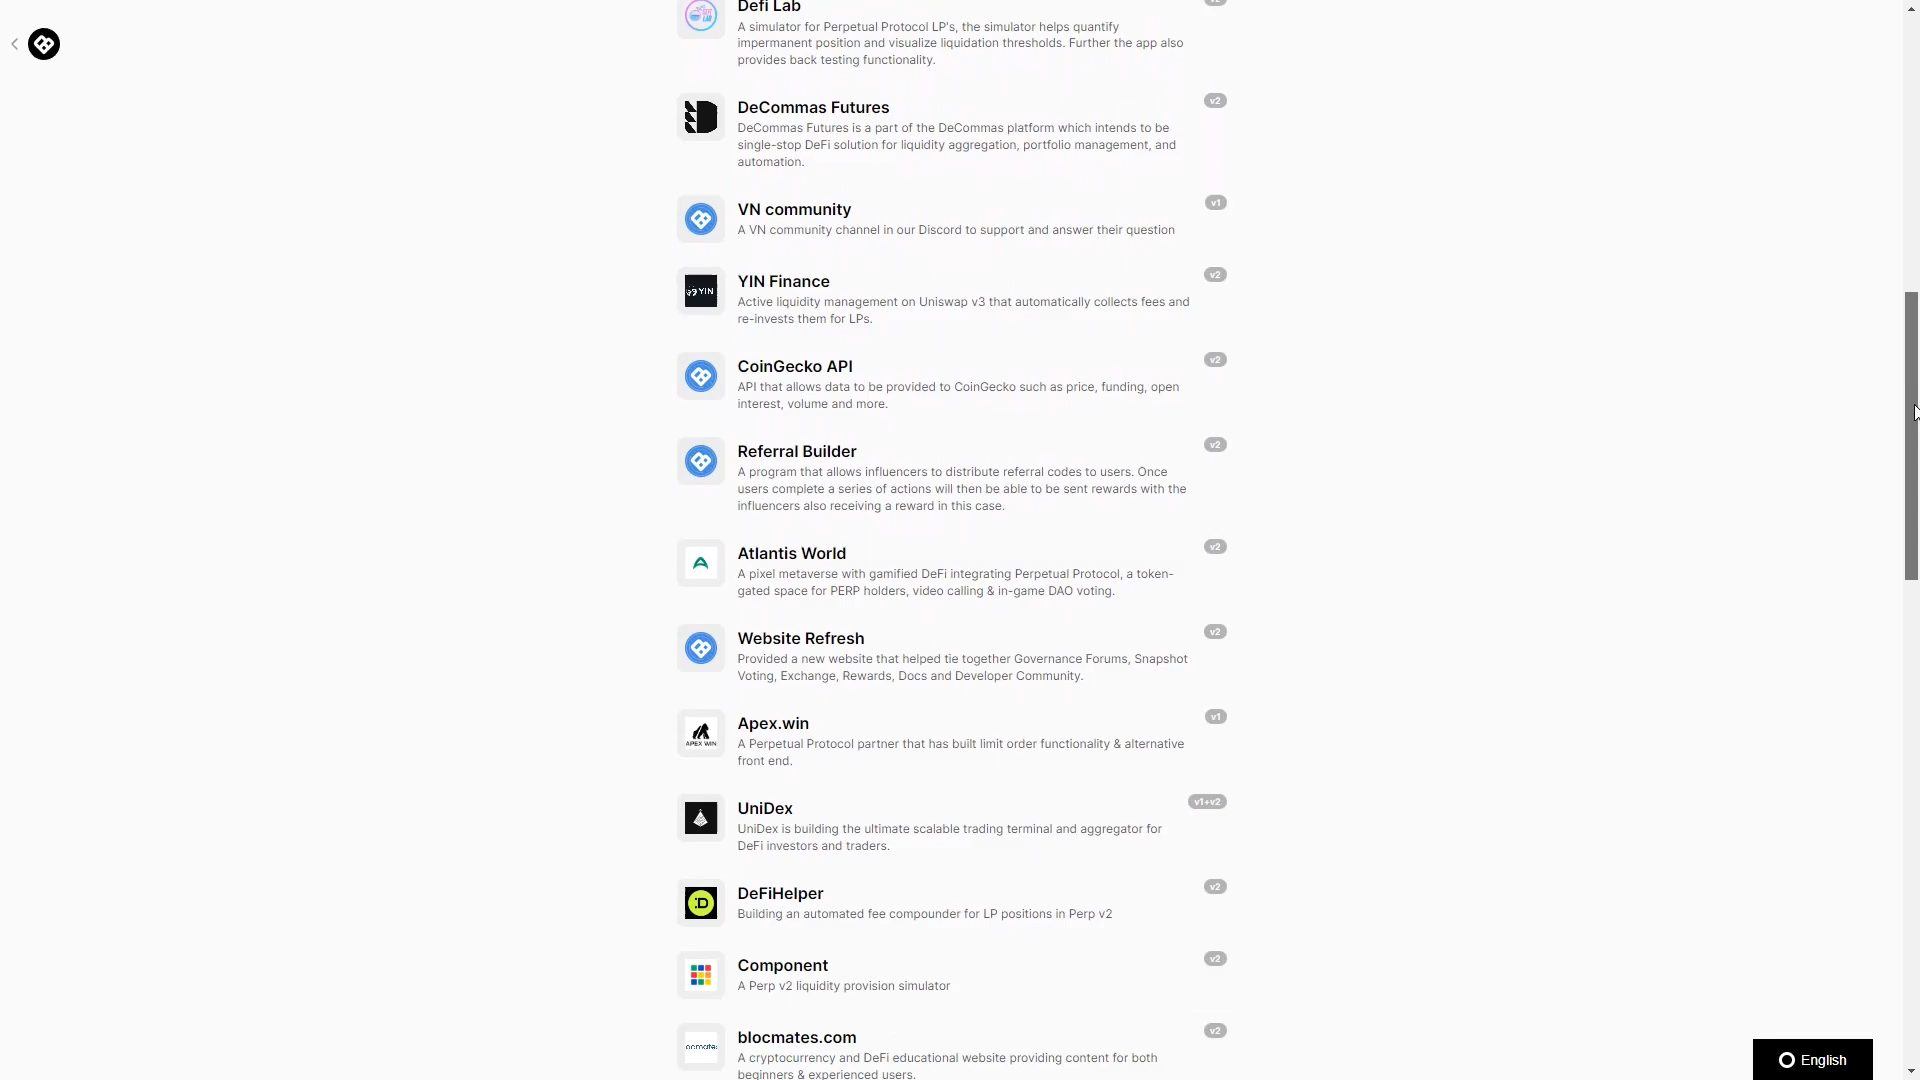 Defi Lab
v2
A simulator for Perpetual Protocol LP's, the simulator helps quantify
impermanent position and visualize liquidation thresholds. Further the app also
provides back testing functionality.
DeCommas Futures
v2
DeCommas Futures is a part of the DeCommas platform which intends to be
single-stop DeFi solution for liquidity aggregation, portfolio management, and
automation.
VN community
v1
A VN community channel in our Discord to support and answer their question
YIN
YIN Finance
v2
Active liquidity management on Uniswap v3 that automatically collects fees and
re-invests them for LPs.
CoinGecko API
v2
API that allows data to be provided to CoinGecko such as price, funding, open
interest, volume and more.
Referral Builder
v2
A program that allows influencers to distribute referral codes to users. Once
users complete a series of actions will then be able to be sent rewards with the
influencers also receiving a reward in this case.
Atlantis World
v2
A pixel metaverse with gamified DeFi integrating Perpetual Protocol, a token-
gated space for PERP holders, video calling & in-game DAO voting.
Website Refresh
v2
Provided a new website that helped tie together Governance Forums, Snapshot
Voting, Exchange, Rewards, Docs and Developer Community.
APEX WIN
Apex.win
v1
A Perpetual Protocol partner that has built limit order functionality & alternative
front end.
UniDex
v1+v2
UniDex is building the ultimate scalable trading terminal and aggregator for
DeFi investors and traders.
:D
DeFiHelper
v2
Building an automated fee compounder for LP positions in Perp v2
Component
v2
A Perp v2 liquidity provision simulator
ocmate
blocmates.com
v2
A cryptocurrency and DeFi educational website providing content for both
beginners & experienced users.
English